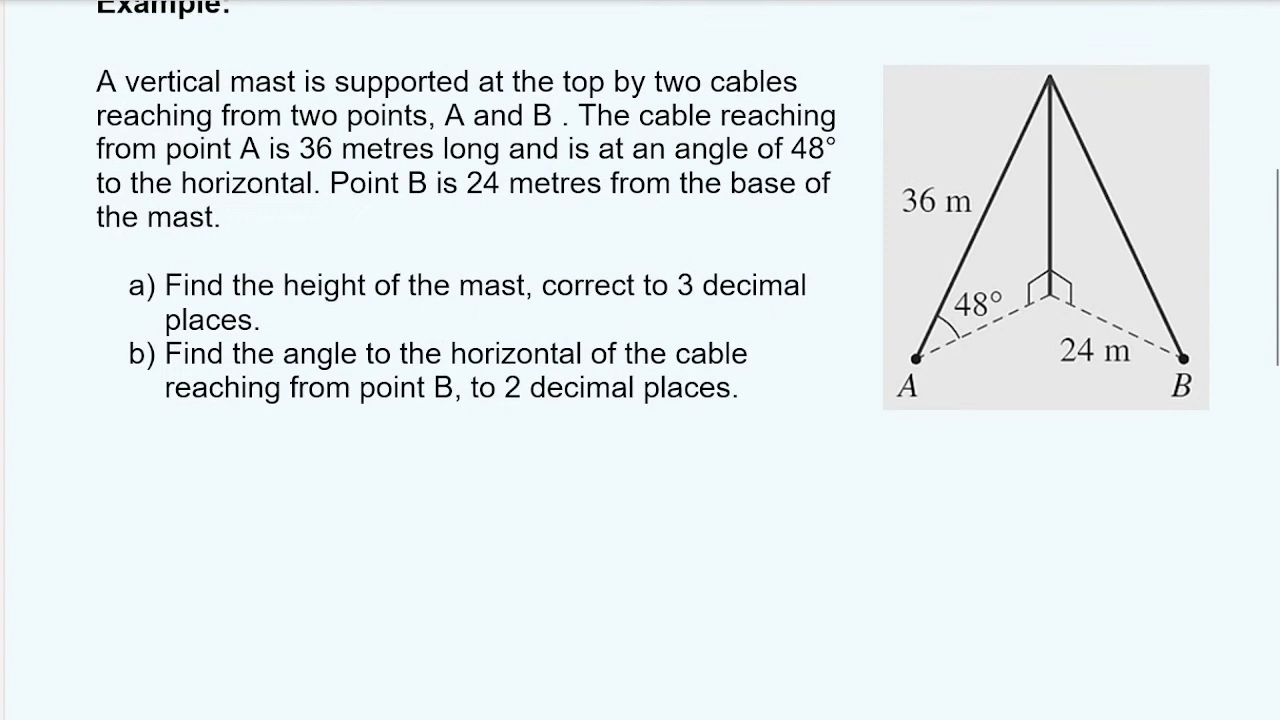 Example:
A vertical mast is supported at the top by two cables
reaching from two points, A and B . The cable reaching
from point A is 36 metres long and is at an angle of 48°
to the horizontal. Point B is 24 metres from the base of
the mast.
a) Find the height of the mast, correct to 3 decimal
places.
b) Find the angle to the horizontal of the cable
reaching from point B, to 2 decimal places.
36 m
48°
24 m
A
B